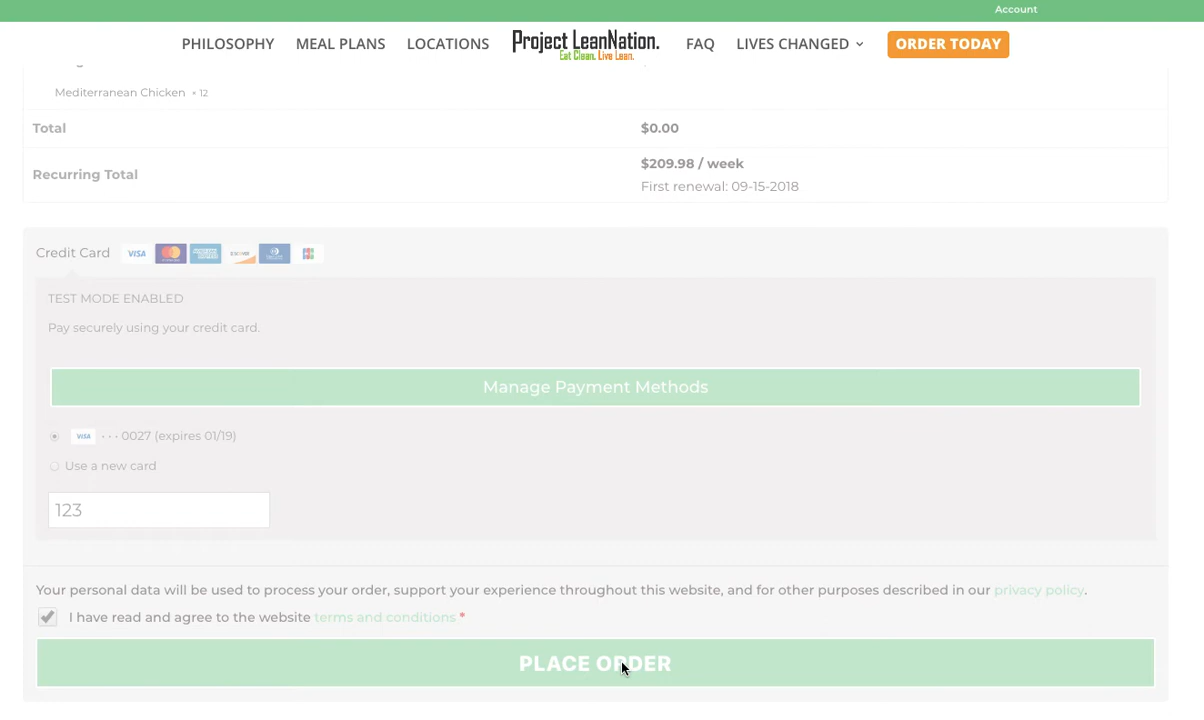 Account
PHILOSOPHY MEAL PLANS LOCATIONS Project LeanNation. FAQ LIVES CHANGED ORDER TODAY
Eat Clean. Live Lean.
Mediterranean Chicken × 12
Total $0.00
Recurring Total $209.98 / week
First renewal: 09-15-2018
Credit Card VISA
TEST MODE ENABLED
Pay securely using your credit card.
Manage Payment Methods
VISA ··· 0027 (expires 01/19)
Use a new card
123
Your personal data will be used to process your order, support your experience throughout this website, and for other purposes described in our privacy policy.
I have read and agree to the website terms and conditions *
PLACE ORDER